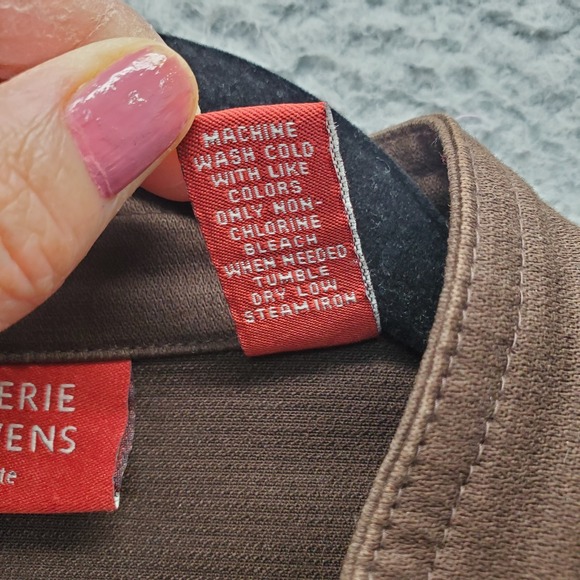 MACHINE
WASH COLD
WITH LIKE
COLORS
ONLY NON-
CHLORINE
BLEACH
WHEN NEEDED
TUMBLE
DRY LOW
STEAM IRON
ERIE
VENS
te